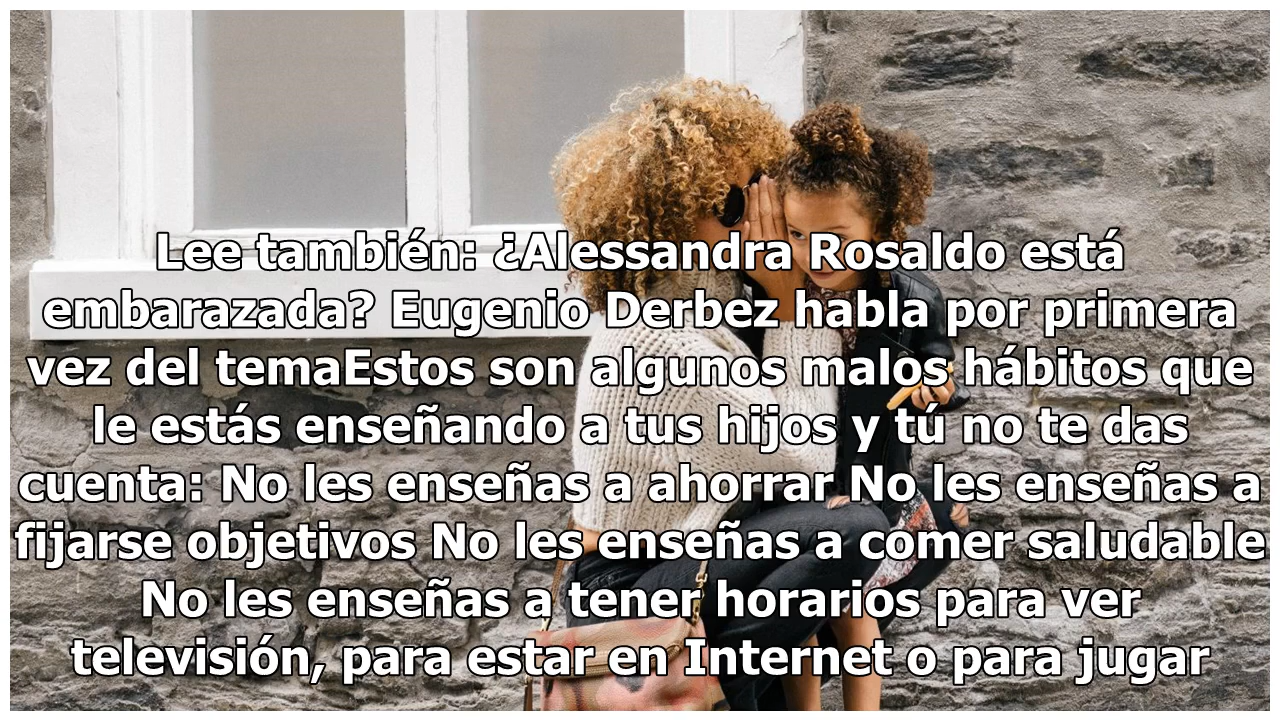 Lee también: ¿Alessandra Rosaldo está
embarazada? Eugenio Derbez habla por primera
vez del temaEstos son algunos malos hábitos que
le estás enseñando a tus hijos y tú no te das
cuenta: No les enseñas a ahorrar No les enseñas a
fijarse objetivos No les enseñas a comer saludable
No les enseñas a tener horarios para ver
televisión, para estar en Internet o para jugar